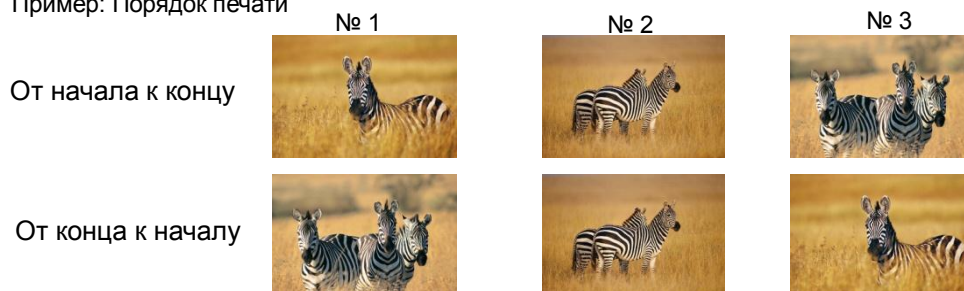 Пример: Порядок печати
№ 1 № 2 № 3
От начала к концу
От конца к началу